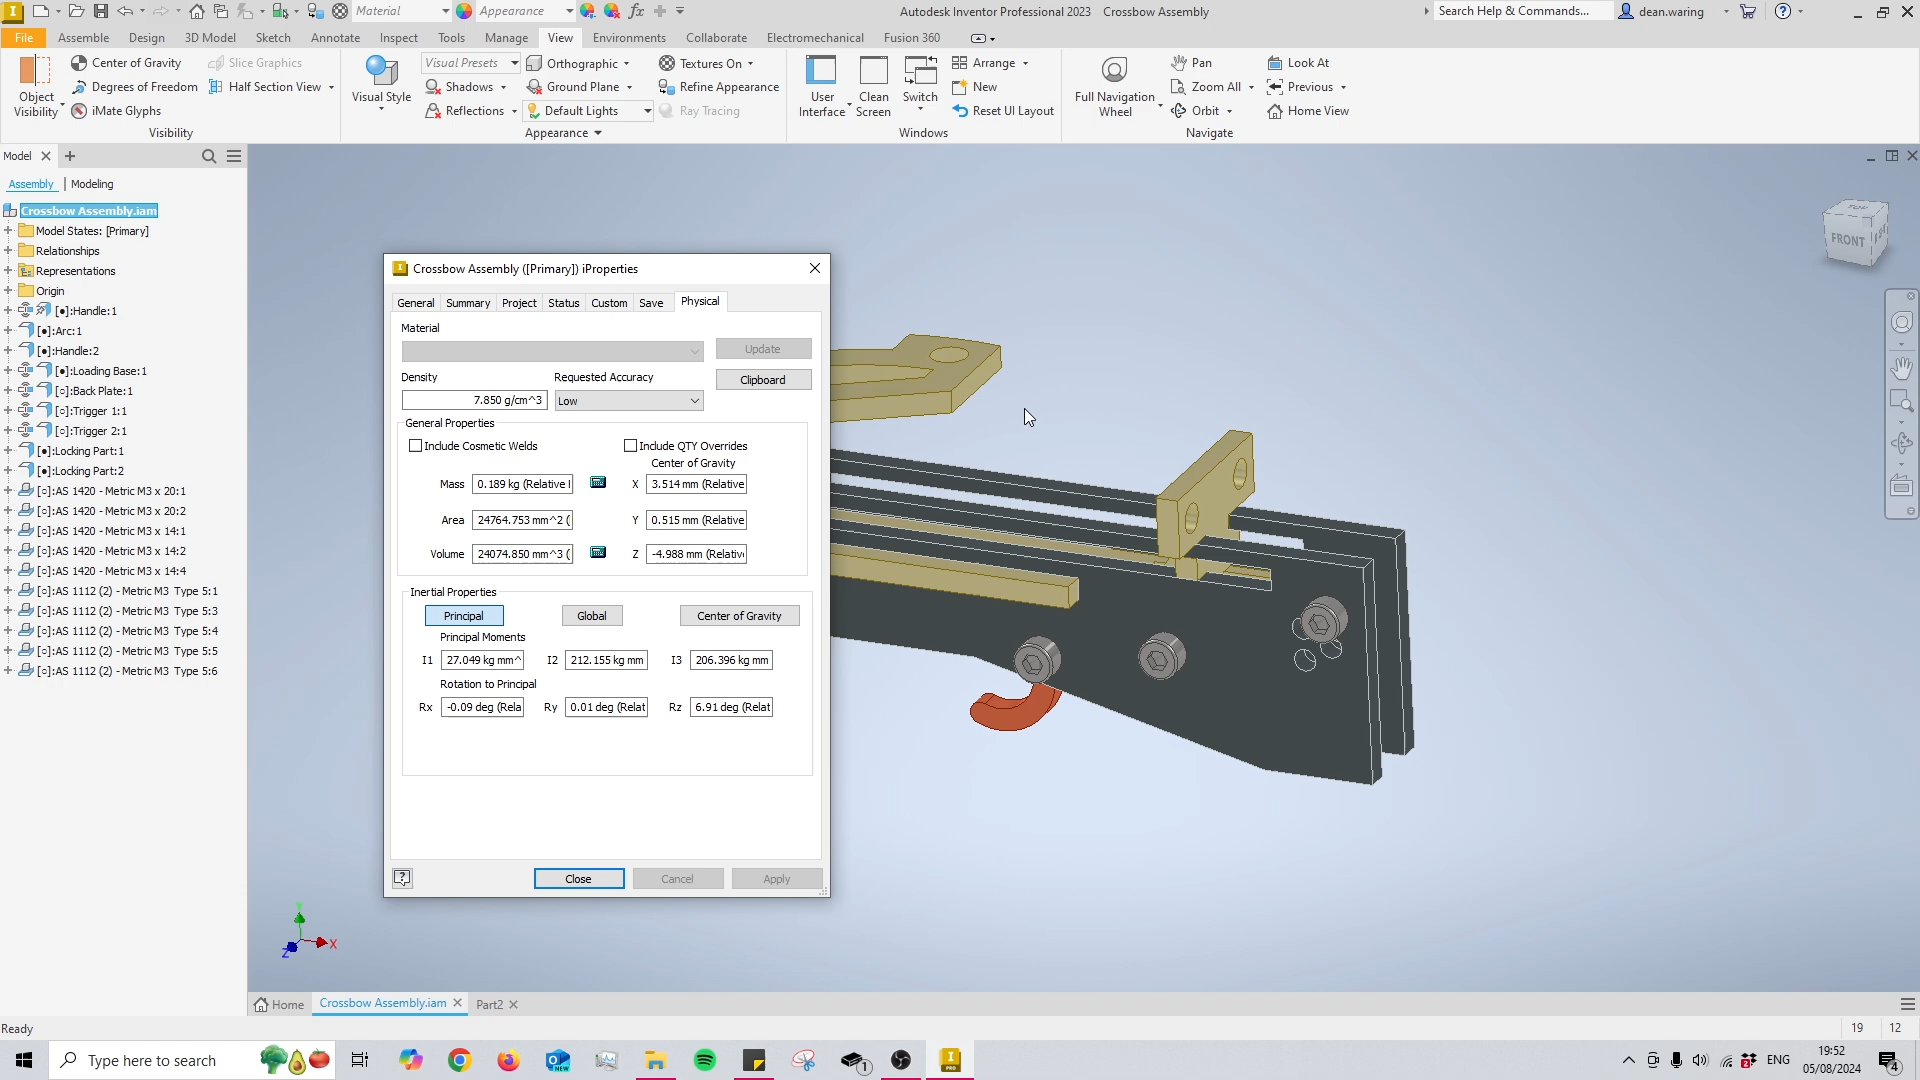 Material
Appearance
fx
Autodesk Inventor Professional 2023 Crossbow Assembly
Search Help & Commands...
dean.waring
File
Assemble
Design
3D Model
Sketch
Annotate
Inspect
Tools
Manage
View
Environments
Collaborate
Electromechanical
Fusion 360
Object Visibility
Center of Gravity
Degrees of Freedom
iMate Glyphs
Slice Graphics
Half Section View
Visibility
Visual Style
Visual Presets
Shadows
Reflections
Orthographic
Ground Plane
Default Lights
Textures On
Refine Appearance
Ray Tracing
Appearance
User Interface
Clean Screen
Switch
Arrange
New
Reset UI Layout
Windows
Full Navigation Wheel
Pan
Zoom All
Orbit
Look At
Previous
Home View
Navigate
Model
Assembly | Modeling
Crossbow Assembly.iam
Model States: [Primary]
Relationships
Representations
Origin
[●]:Handle:1
[●]:Arc:1
[●]:Handle:2
[●]:Loading Base:1
[○]:Back Plate:1
[○]:Trigger 1:1
[○]:Trigger 2:1
[●]:Locking Part:1
[●]:Locking Part:2
[○]:AS 1420 - Metric M3 x 20:1
[○]:AS 1420 - Metric M3 x 20:2
[○]:AS 1420 - Metric M3 x 14:1
[○]:AS 1420 - Metric M3 x 14:2
[○]:AS 1420 - Metric M3 x 14:4
[○]:AS 1112 (2) - Metric M3 Type 5:1
[○]:AS 1112 (2) - Metric M3 Type 5:3
[○]:AS 1112 (2) - Metric M3 Type 5:4
[○]:AS 1112 (2) - Metric M3 Type 5:5
[○]:AS 1112 (2) - Metric M3 Type 5:6
Crossbow Assembly ([Primary]) iProperties
General
Summary
Project
Status
Custom
Save
Physical
Material
Update
Density
Requested Accuracy
Clipboard
7.850 g/cm^3
Low
General Properties
Include Cosmetic Welds
Include QTY Overrides
Center of Gravity
Mass 0.189 kg (Relative
X 3.514 mm (Relative
Area 24764.753 mm^2 (
Y 0.515 mm (Relative
Volume 24074.850 mm^3 (
Z -4.988 mm (Relativ
Inertial Properties
Principal
Global
Center of Gravity
Principal Moments
I1 27.049 kg mm^
I2 212.155 kg mm
I3 206.396 kg mm
Rotation to Principal
Rx -0.09 deg (Rela
Ry 0.01 deg (Relat
Rz 6.91 deg (Relat
Close
Cancel
Apply
TOP
FRONT
Y
X
Z
Home
Crossbow Assembly.iam
Part2
Ready
19
12
Type here to search
ENG
19:52
05/08/2024